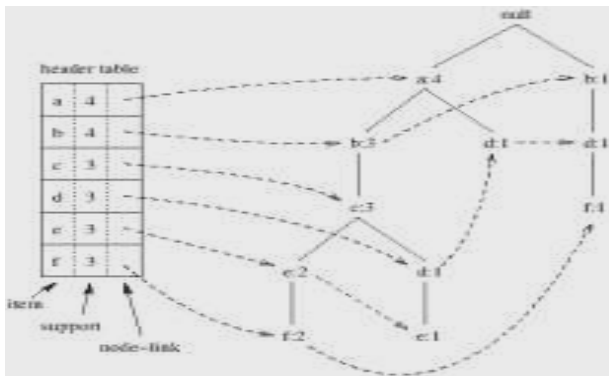 null
header table
a:4 b:1
a 4
b 4
b:3 d:1 d:1
c 3
d 3
c:3 f:1
e 3
e:2 d:1
f 3
item
support
node-link
f:2 e:1